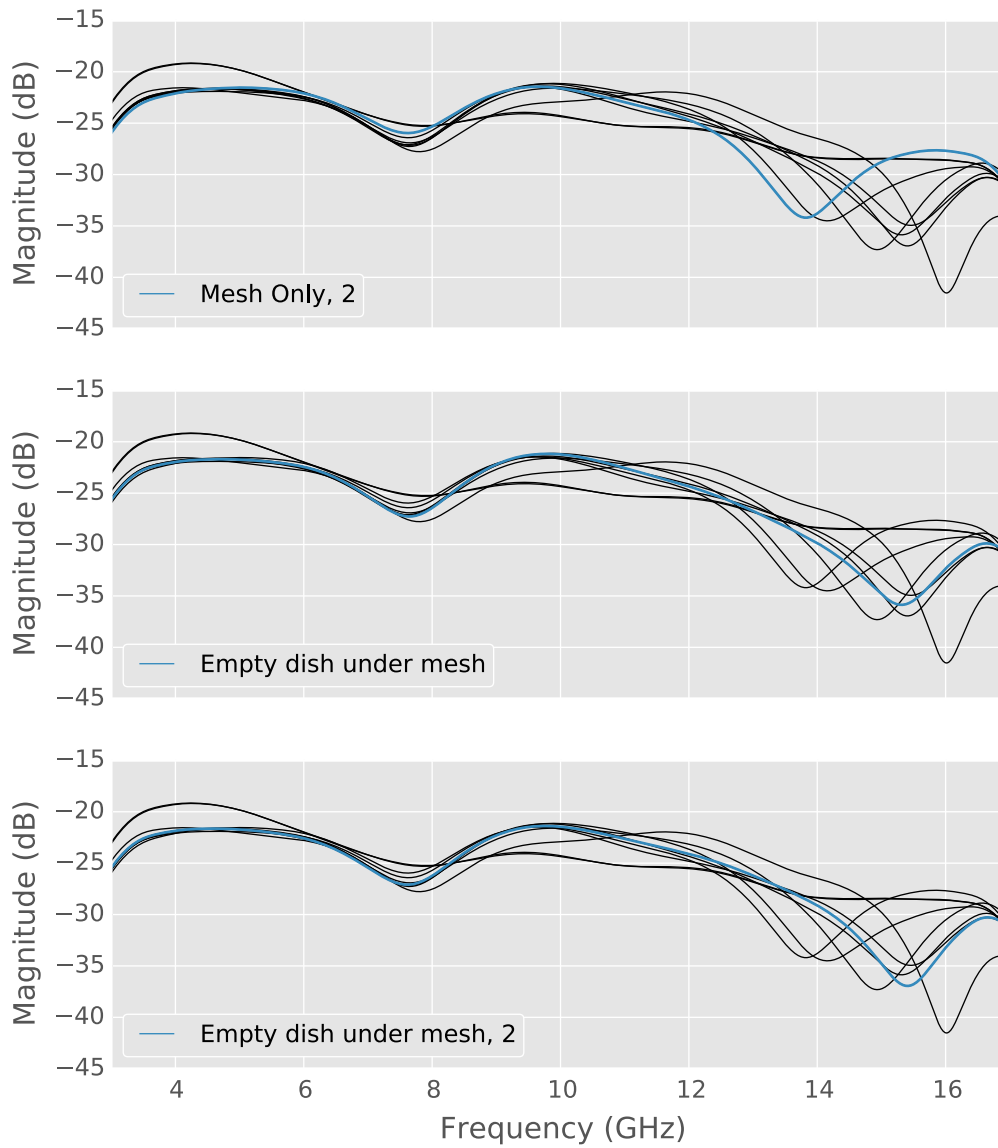 −15
−20
−25
−30
−35
−40
−45
Magnitude (dB)
Mesh Only, 2
−15
−20
−25
−30
−35
−40
−45
Magnitude (dB)
Empty dish under mesh
−15
−20
−25
−30
−35
−40
−45
Magnitude (dB)
Empty dish under mesh, 2
4 6 8 10 12 14 16
Frequency (GHz)